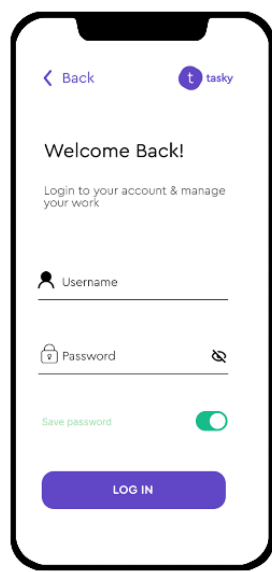 Back
t tasky
Welcome Back!
Login to your account & manage
your work
Username
Password
Save password
LOG IN